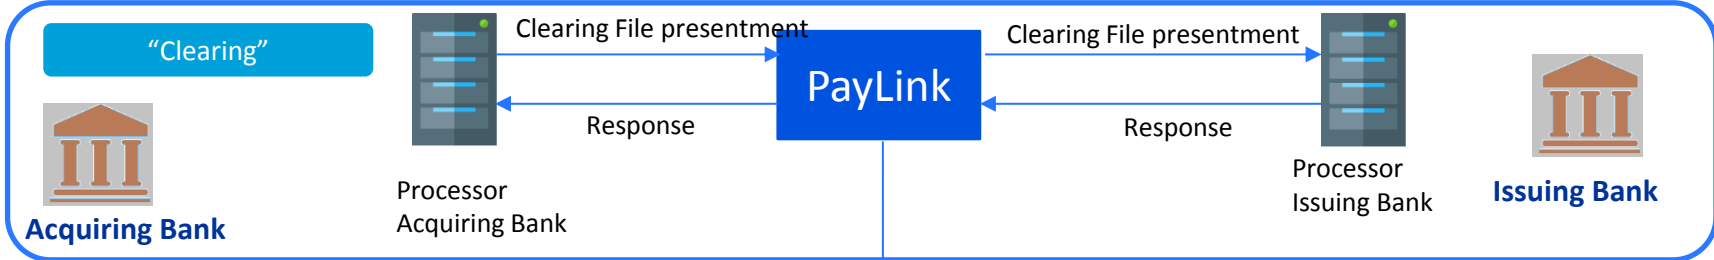 “Clearing”
Clearing File presentment
Clearing File presentment
PayLink
Response
Response
Processor
Acquiring Bank
Processor
Issuing Bank
Acquiring Bank
Issuing Bank